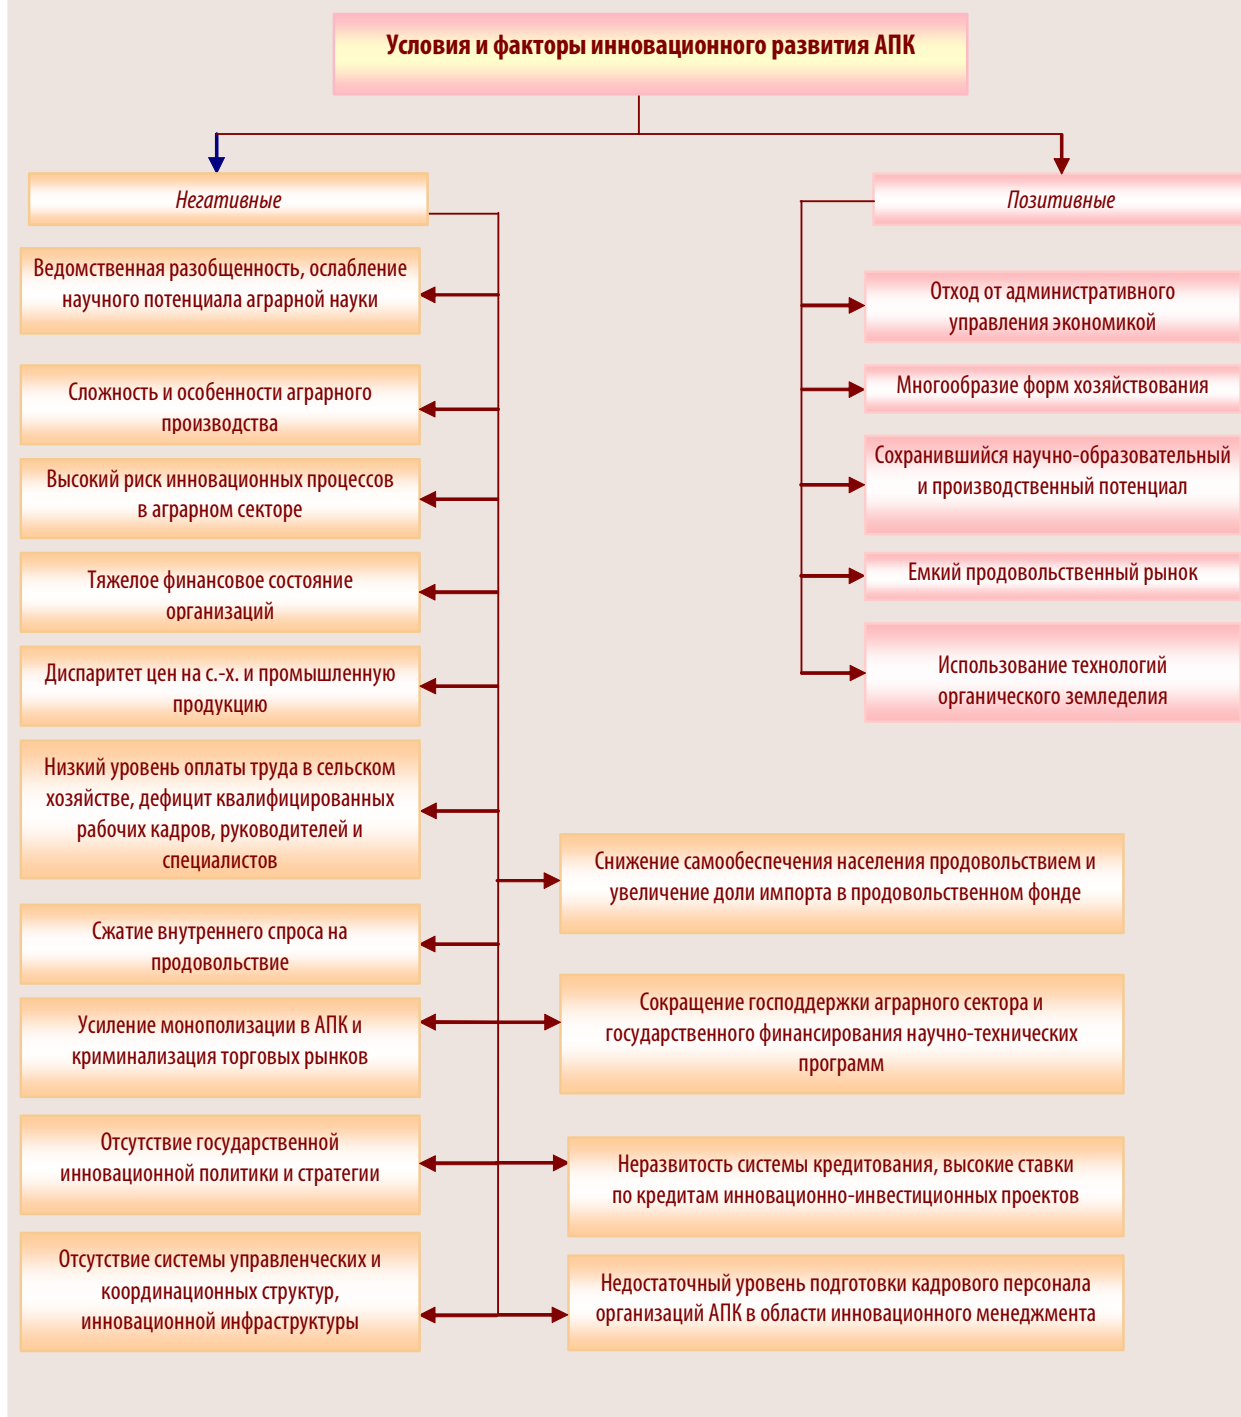 Условия и факторы инновационного развития АПК
Негативные
Ведомственная разобщенность, ослабление
научного потенциала аграрной науки
Сложность и особенности аграрного
производства
Высокий риск инновационных процессов
в аграрном секторе
Тяжелое финансовое состояние
организаций
Диспаритет цен на с.-х. и промышленную
продукцию
Низкий уровень оплаты труда в сельском
хозяйстве, дефицит квалифицированных
рабочих кадров, руководителей и
специалистов
Сжатие внутреннего спроса на
продовольствие
Усиление монополизации в АПК и
криминализация торговых рынков
Отсутствие государственной
инновационной политики и стратегии
Отсутствие системы управленческих и
координационных структур,
инновационной инфраструктуры
Снижение самообеспечения населения продовольствием и
увеличение доли импорта в продовольственном фонде
Сокращение господдержки аграрного сектора и
государственного финансирования научно-технических
программ
Неразвитость системы кредитования, высокие ставки
по кредитам инновационно-инвестиционных проектов
Недостаточный уровень подготовки кадрового персонала
организаций АПК в области инновационного менеджмента
Позитивные
Отход от административного
управления экономикой
Многообразие форм хозяйствования
Сохранившийся научно-образовательный
и производственный потенциал
Емкий продовольственный рынок
Использование технологий
органического земледелия